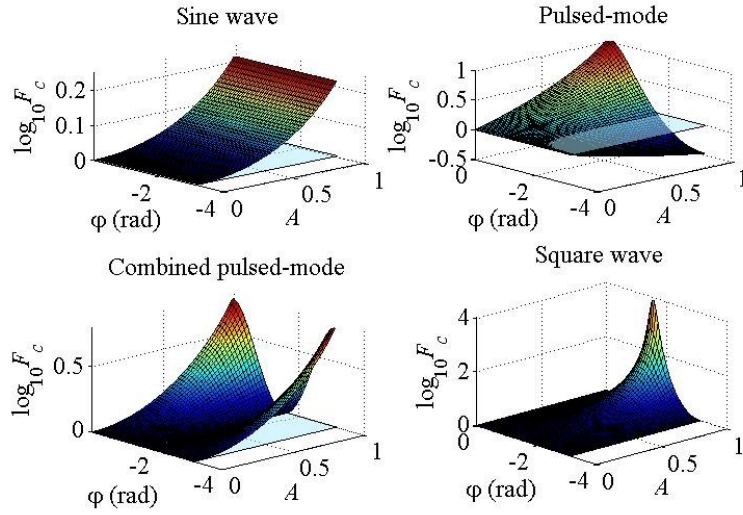 Sine wave
log10Fc
0.2
0.1
0
-2
-4
φ (rad)
0
0.5
1
A
Pulsed-mode
log10Fc
1
0.5
0
-0.5
0
-2
-4
φ (rad)
0
0.5
1
A
Combined pulsed-mode
log10Fc
0.5
0
-2
-4
φ (rad)
0
0.5
1
A
Square wave
log10Fc
4
2
0
0
-2
-4
φ (rad)
0
0.5
1
A